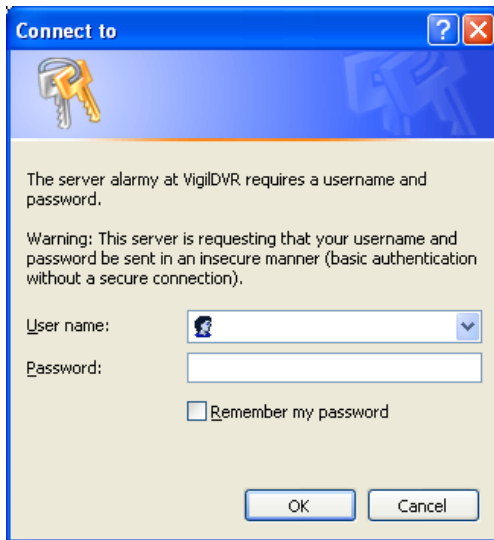 Connect to
The server alarmy at VigilDVR requires a username and
password.
Warning: This server is requesting that your username and
password be sent in an insecure manner (basic authentication
without a secure connection).
User name:
Password:
Remember my password
OK Cancel